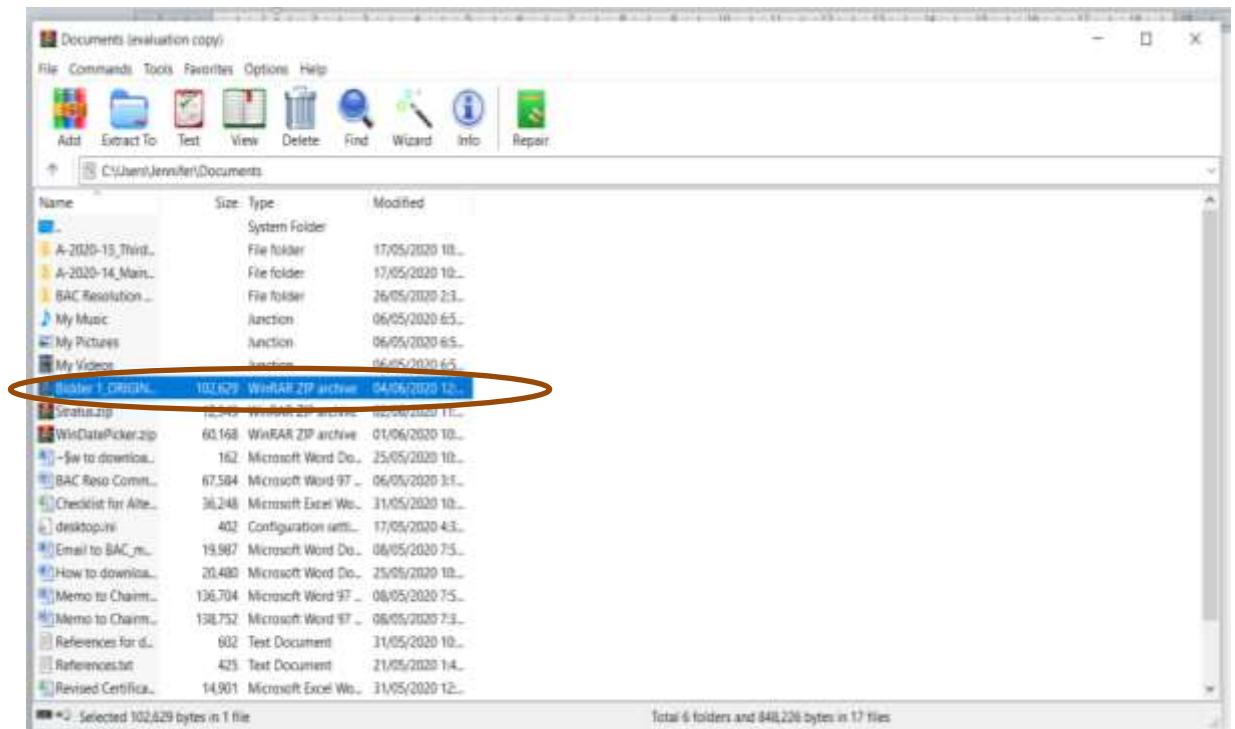 Documents (evaluation copy)
File Commands Tools Favorites Options Help
Add Extract To Test View Delete Find Wizard Info Repair
C:\Users\Jennifer\Documents
Name Size Type Modified
.. System Folder
A-2020-15_Third... File folder 17/05/2020 10:...
A-2020-14_Main... File folder 17/05/2020 10:...
BAC Resolution ... File folder 26/05/2020 2:3...
My Music Junction 06/05/2020 6:5...
My Pictures Junction 06/05/2020 6:5...
My Videos Junction 06/05/2020 6:5...
Bidder 1_ORIGIN... 102,629 WinRAR ZIP archive 04/06/2020 12:...
Stratus.zip WinRAR ZIP archive 02/06/2020 11:...
WinDatePicker.zip 60,168 WinRAR ZIP archive 01/06/2020 10:...
~$w to downloa... 162 Microsoft Word Do... 25/05/2020 10:...
BAC Reso Comm... 67,584 Microsoft Word 97 ... 06/05/2020 3:1...
Checklist for Alte... 36,248 Microsoft Excel Wo... 31/05/2020 10:...
desktop.ini 402 Configuration setti... 17/05/2020 4:3...
Email to BAC_m... 19,987 Microsoft Word Do... 08/05/2020 7:5...
How to downloa... 20,480 Microsoft Word Do... 25/05/2020 10:...
Memo to Chairm... 136,704 Microsoft Word 97 ... 08/05/2020 7:5...
Memo to Chairm... 138,752 Microsoft Word 97 ... 08/05/2020 7:3...
References for d... 602 Text Document 31/05/2020 10:...
References.txt 425 Text Document 21/05/2020 1:4...
Revised Certifica... 14,901 Microsoft Excel Wo... 31/05/2020 12:...
Selected 102,629 bytes in 1 file Total 6 folders and 848,226 bytes in 17 files